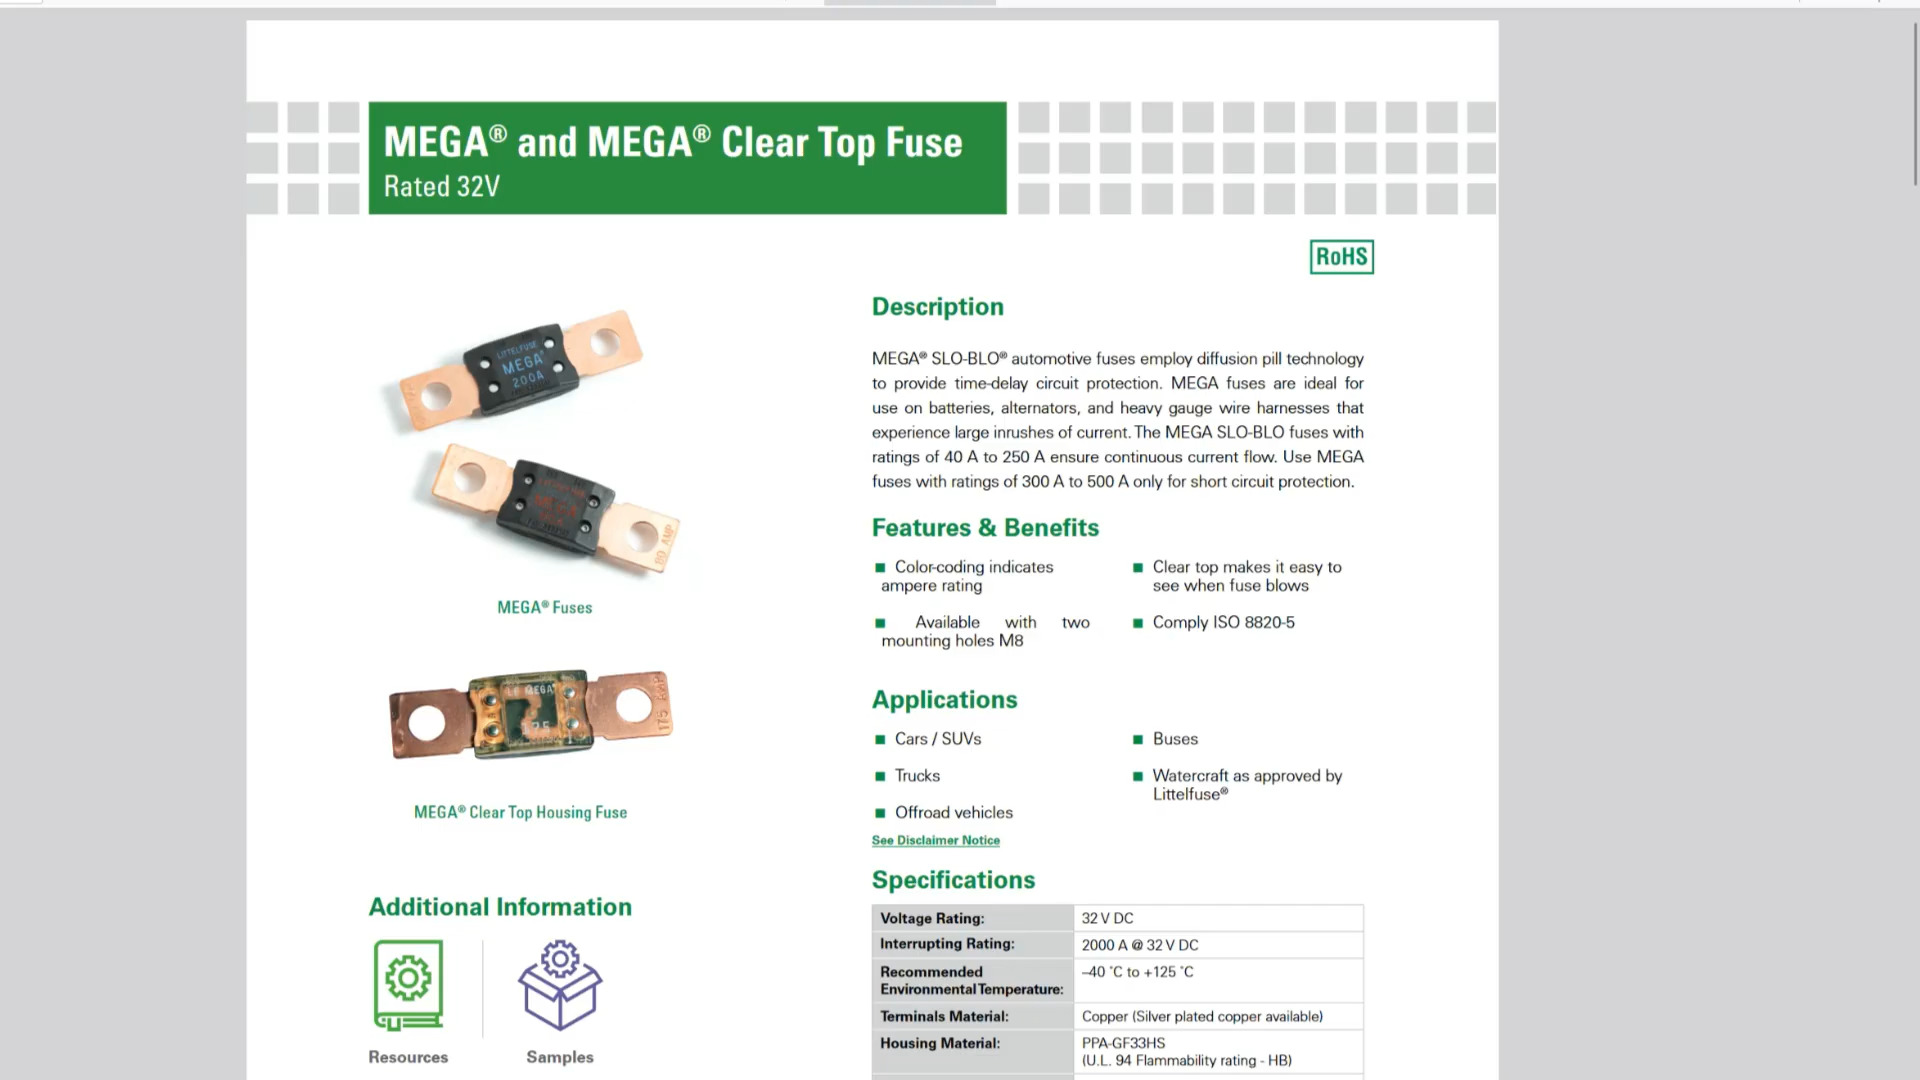 MEGA® and MEGA® Clear Top Fuse
Rated 32V
RoHS
LITTELFUSE
MEGA®
200A
80 AMP
MEGA® Fuses
LF MEGA®
175
175 AMP
MEGA® Clear Top Housing Fuse
Additional Information
Resources
Samples
Description
MEGA® SLO-BLO® automotive fuses employ diffusion pill technology
to provide time-delay circuit protection. MEGA fuses are ideal for
use on batteries, alternators, and heavy gauge wire harnesses that
experience large inrushes of current. The MEGA SLO-BLO fuses with
ratings of 40 A to 250 A ensure continuous current flow. Use MEGA
fuses with ratings of 300 A to 500 A only for short circuit protection.
Features & Benefits
Color-coding indicates
ampere rating
Available with two
mounting holes M8
Clear top makes it easy to
see when fuse blows
Comply ISO 8820-5
Applications
Cars / SUVs
Trucks
Offroad vehicles
Buses
Watercraft as approved by
Littelfuse®
See Disclaimer Notice
Specifications
Voltage Rating: 32 V DC
Interrupting Rating: 2000 A @ 32 V DC
Recommended
Environmental Temperature: –40 ˚C to +125 ˚C
Terminals Material: Copper (Silver plated copper available)
Housing Material: PPA-GF33HS
(U.L. 94 Flammability rating - HB)